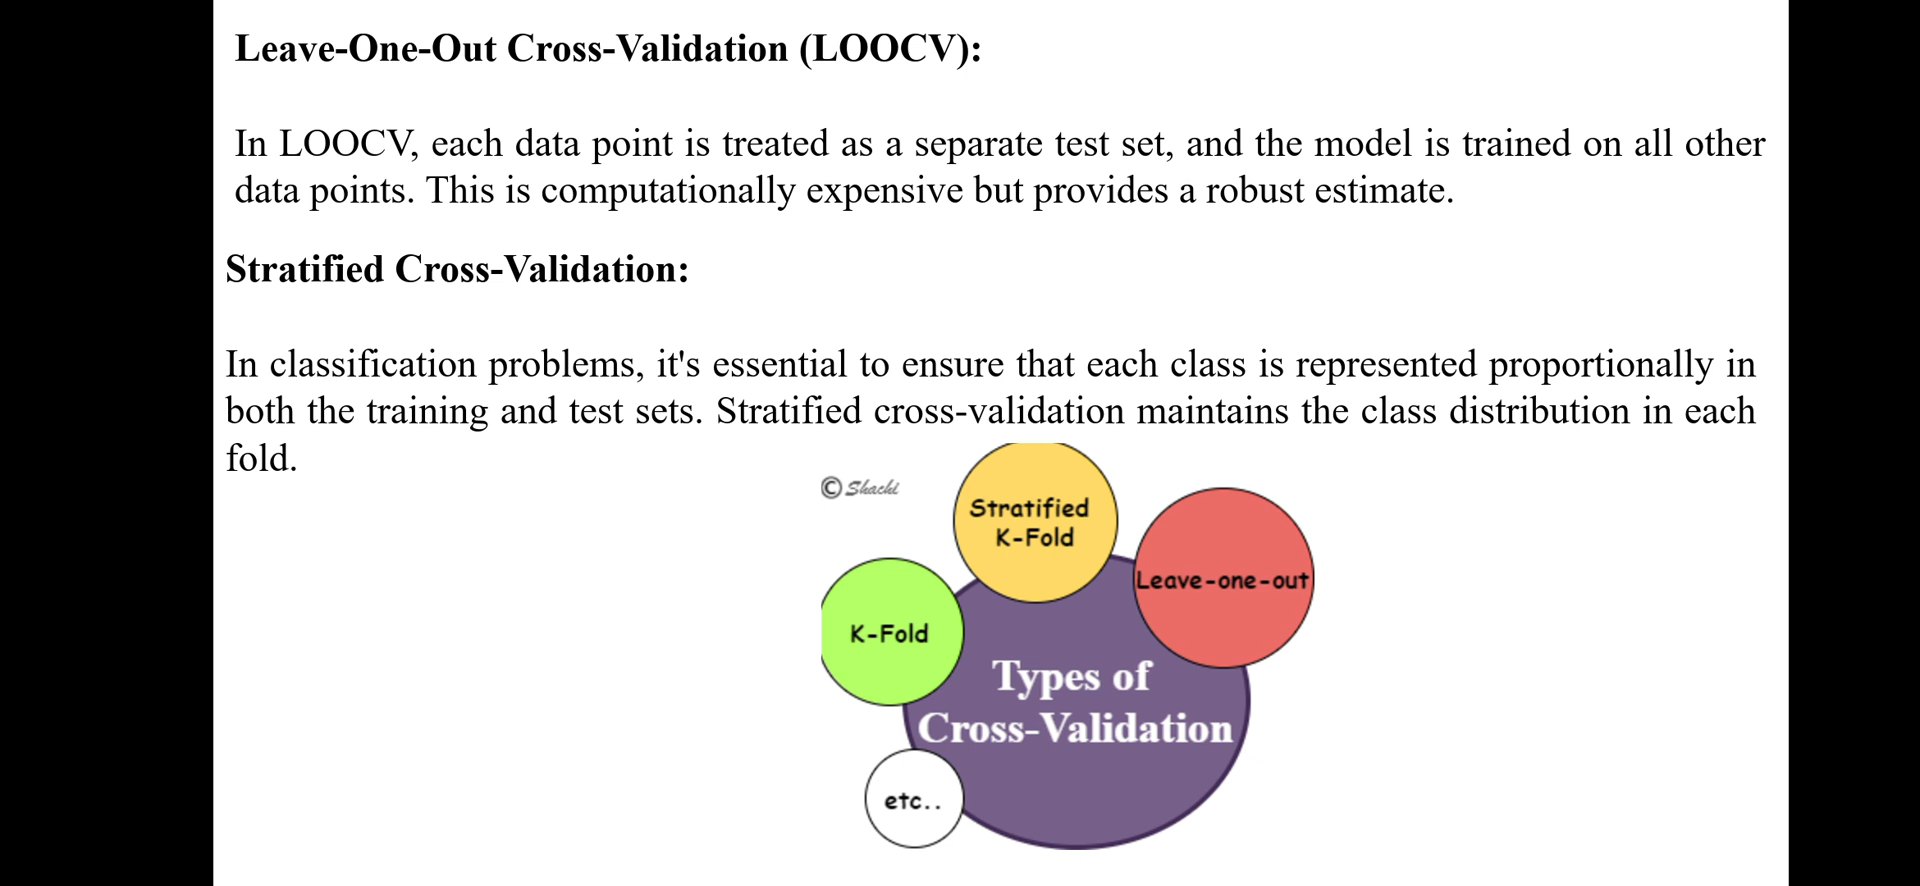 Leave-One-Out Cross-Validation (LOOCV):
In LOOCV, each data point is treated as a separate test set, and the model is trained on all other
data points. This is computationally expensive but provides a robust estimate.
Stratified Cross-Validation:
In classification problems, it's essential to ensure that each class is represented proportionally in
both the training and test sets. Stratified cross-validation maintains the class distribution in each
fold.
© Shachi
Stratified
K-Fold
Leave-one-out
K-Fold
Types of
Cross-Validation
etc..